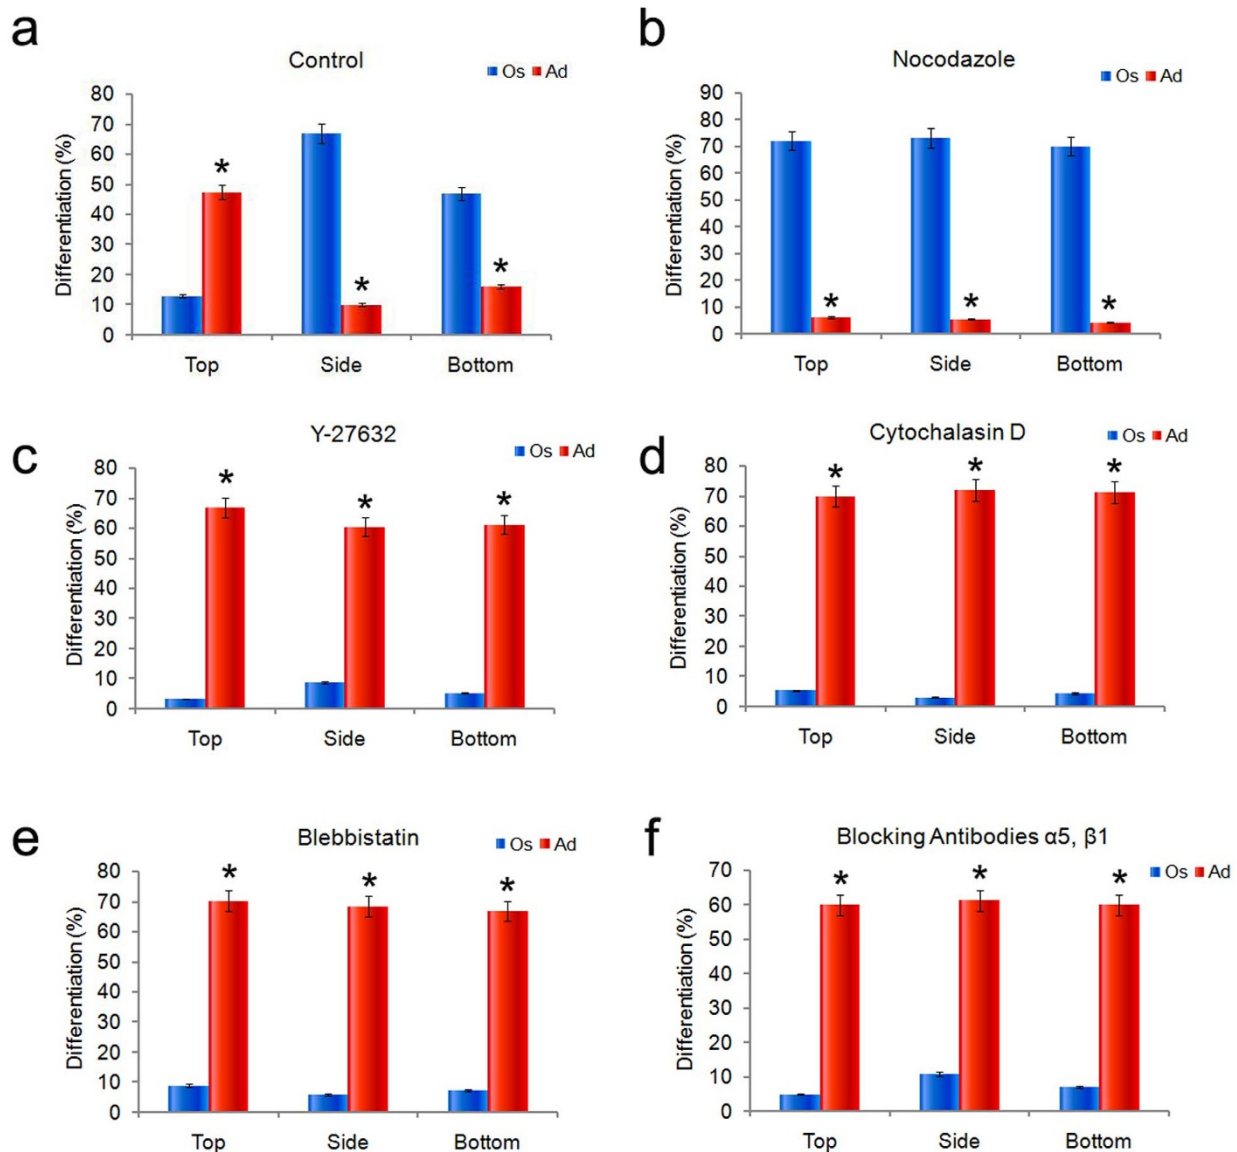 a
Control
Os Ad
Differentiation (%)
80
70
60
50
40
30
20
10
0
* * *
Top Side Bottom
b
Nocodazole
Os Ad
Differentiation (%)
90
80
70
60
50
40
30
20
10
0
* * *
Top Side Bottom
c
Y-27632
Os Ad
Differentiation (%)
80
70
60
50
40
30
20
10
0
* * *
Top Side Bottom
d
Cytochalasin D
Os Ad
Differentiation (%)
80
70
60
50
40
30
20
10
0
* * *
Top Side Bottom
e
Blebbistatin
Os Ad
Differentiation (%)
80
70
60
50
40
30
20
10
0
* * *
Top Side Bottom
f
Blocking Antibodies α5, β1
Os Ad
Differentiation (%)
70
60
50
40
30
20
10
0
* * *
Top Side Bottom